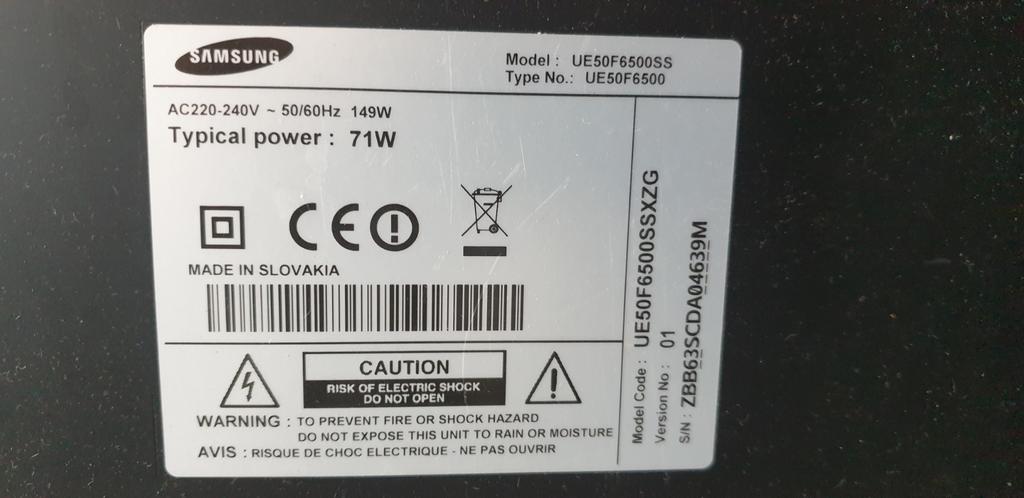 SAMSUNG
Model : UE50F6500SS
Type No.: UE50F6500
AC220-240V ~ 50/60Hz 149W
Typical power : 71W
CE
MADE IN SLOVAKIA
CAUTION
RISK OF ELECTRIC SHOCK
DO NOT OPEN
WARNING : TO PREVENT FIRE OR SHOCK HAZARD
DO NOT EXPOSE THIS UNIT TO RAIN OR MOISTURE
AVIS : RISQUE DE CHOC ELECTRIQUE - NE PAS OUVRIR
Model Code : UE50F6500SSXZG
Version No : 01
S/N : ZBB63SCDA04639M